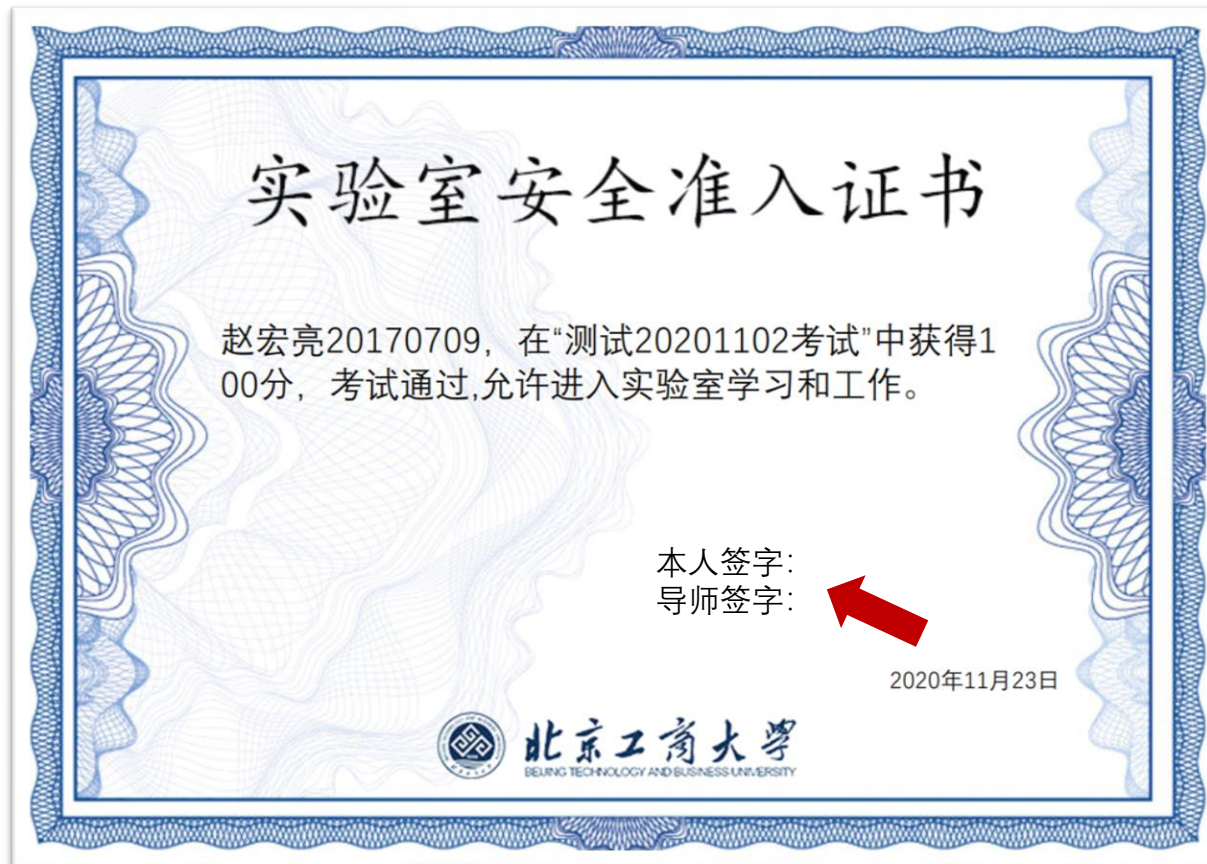 实验室安全准入证书
赵宏亮20170709，在“测试20201102考试”中获得1
00分，考试通过,允许进入实验室学习和工作。
本人签字：
导师签字：
2020年11月23日
北京工商大学
BEIJING TECHNOLOGY AND BUSINESS UNIVERSITY